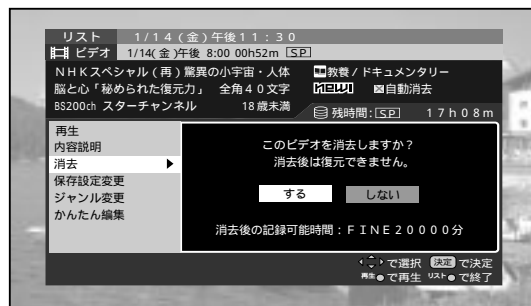 リスト 1/14(金)午後11:30
ビデオ 1/14(金)午後 8:00 00h52m SP
NHKスペシャル(再)驚異の小宇宙・人体 教養/ドキュメンタリー
脳と心「秘められた復元力」 全角40文字 NEW 自動消去
BS200ch スターチャンネル 18歳未満 残時間:SP 17h08m
再生
内容説明
消去
保存設定変更
ジャンル変更
かんたん編集
このビデオを消去しますか?
消去後は復元できません。
する しない
消去後の記録可能時間:FINE20000分
で選択 決定 で決定
再生●で再生 リスト●で終了